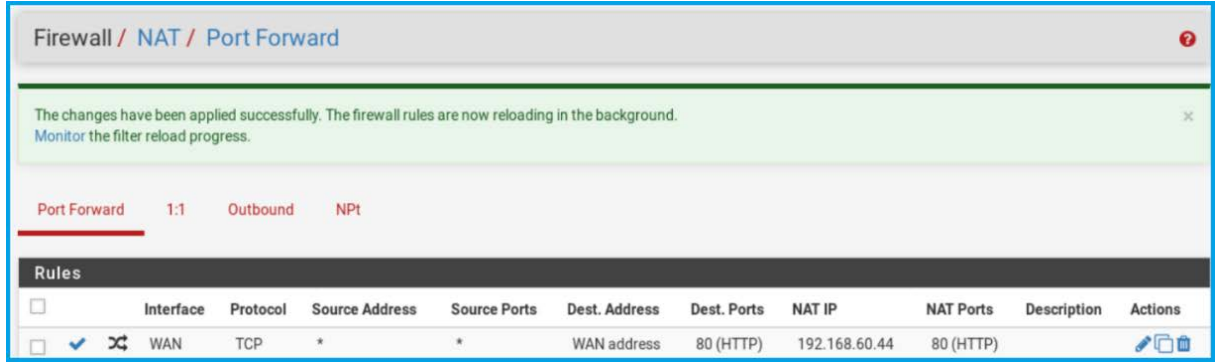 Firewall / NAT / Port Forward
The changes have been applied successfully. The firewall rules are now reloading in the background.
Monitor the filter reload progress.
Port Forward 1:1 Outbound NPt
Rules
Interface Protocol Source Address Source Ports Dest. Address Dest. Ports NAT IP NAT Ports Description Actions
WAN TCP * * WAN address 80 (HTTP) 192.168.60.44 80 (HTTP)